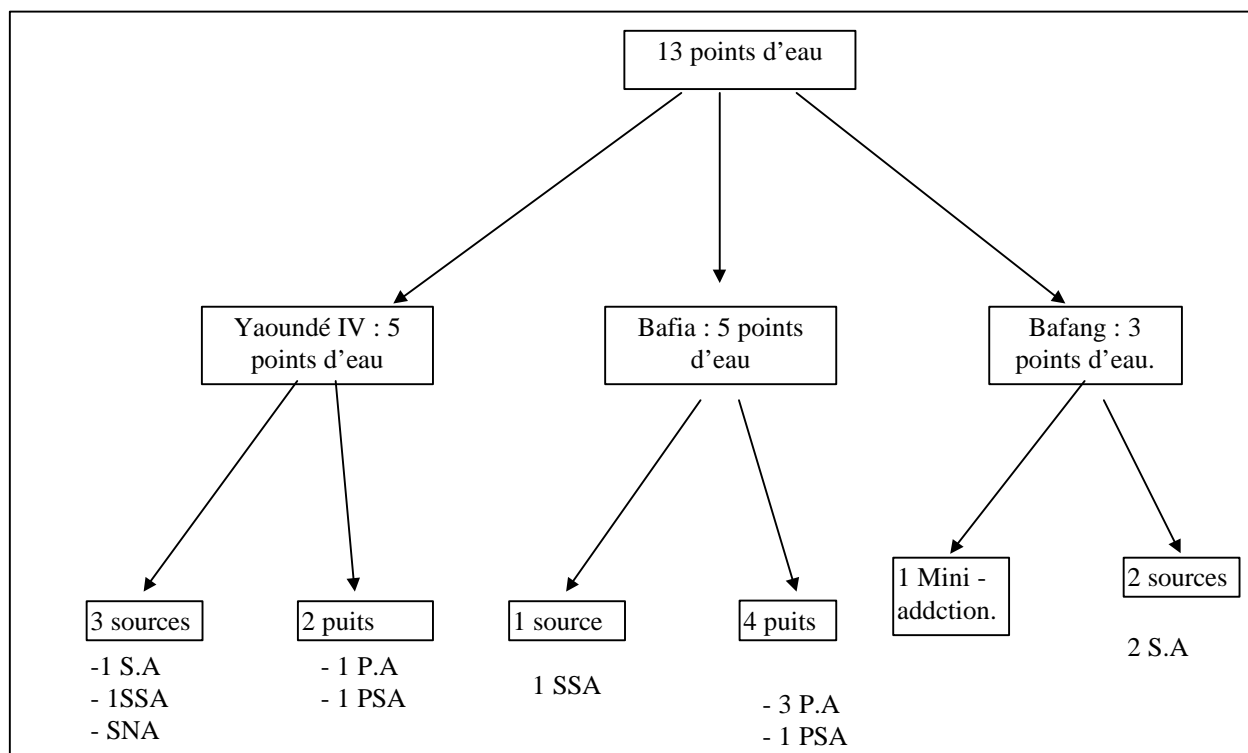 13 points d'eau
Yaoundé IV : 5
points d'eau
Bafia : 5 points
d'eau
Bafang : 3
points d'eau.
3 sources
-1 S.A
- 1SSA
- SNA
2 puits
- 1 P.A
- 1 PSA
1 source
1 SSA
4 puits
- 3 P.A
- 1 PSA
1 Mini -
addction.
2 sources
2 S.A